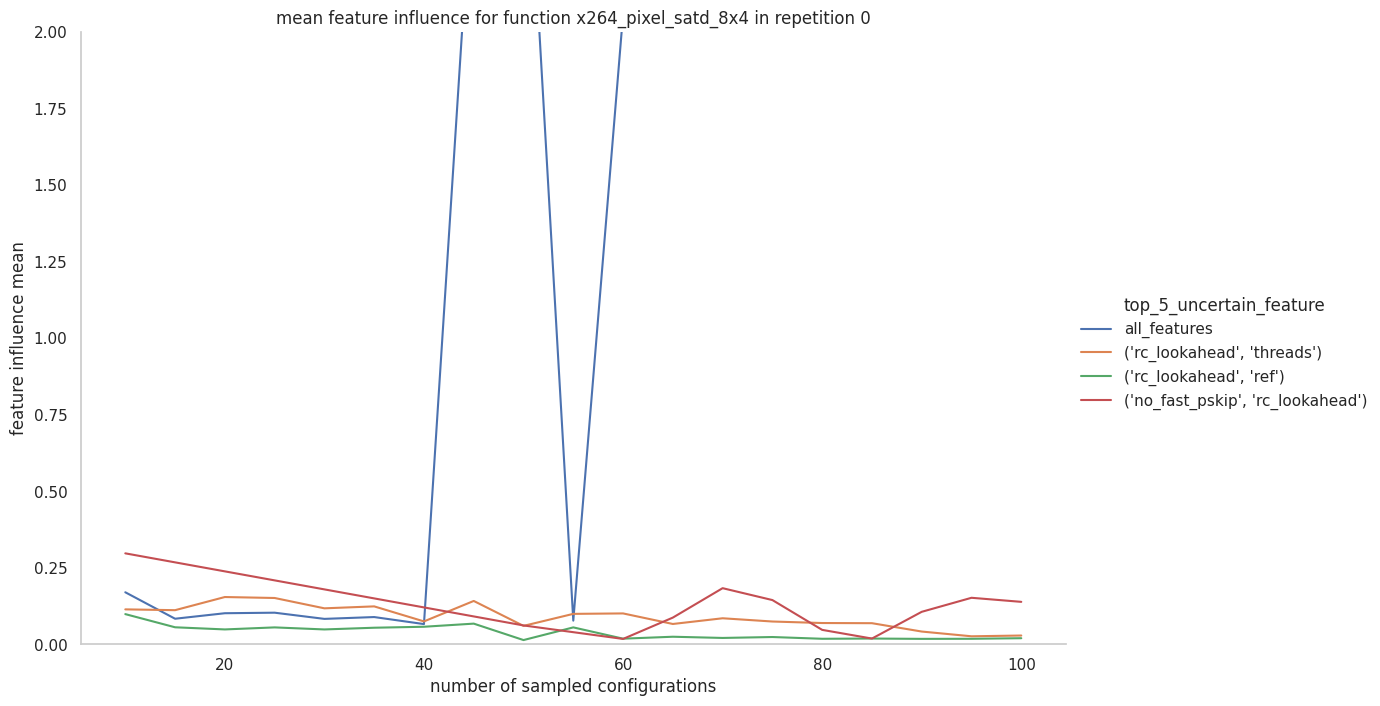 mean feature influence for function x264_pixel_satd_8x4 in repetition 0
2.00
1.75
1.50
1.25
1.00
0.75
0.50
0.25
0.00
feature influence mean
20
40
60
80
100
number of sampled configurations
top_5_uncertain_feature
all_features
('rc_lookahead', 'threads')
('rc_lookahead', 'ref')
('no_fast_pskip', 'rc_lookahead')